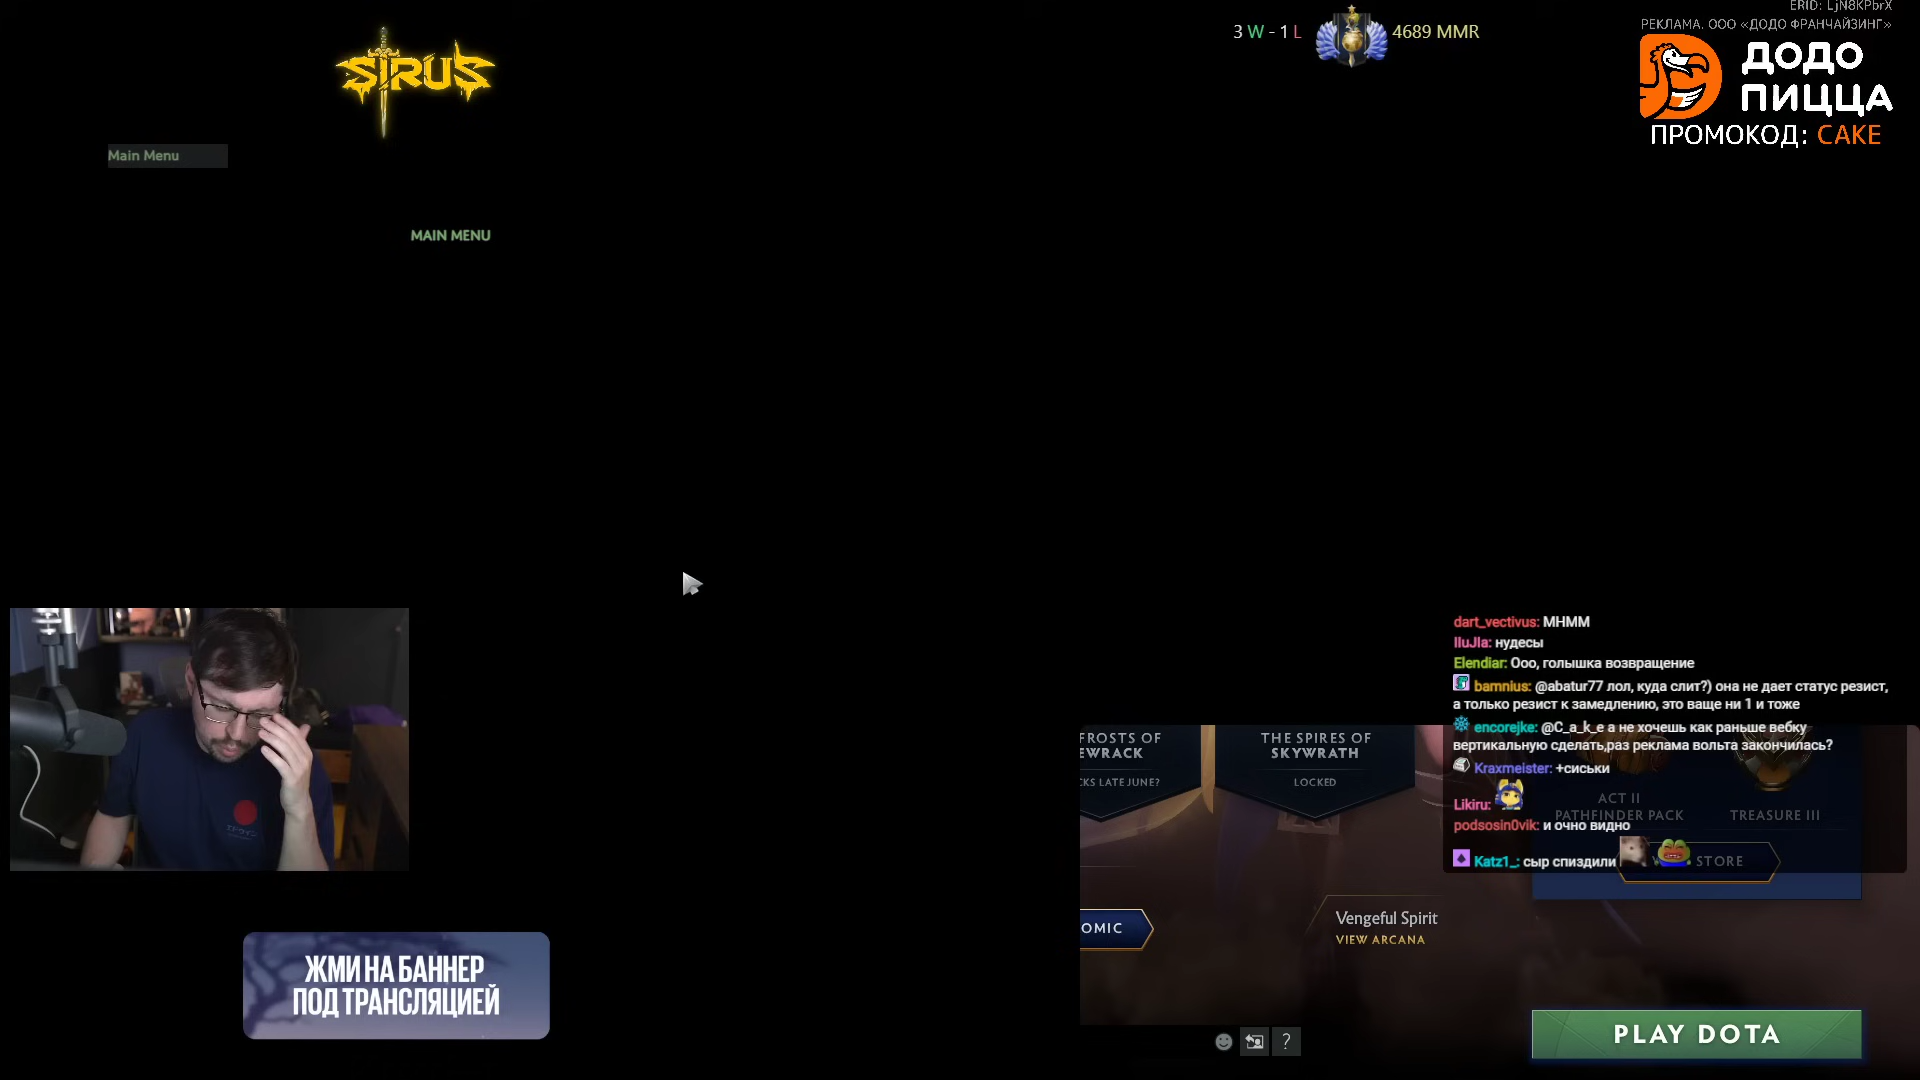 SIRUS
3 W - 1 L
4689 MMR
ERID: LjN8KPbrX
РЕКЛАМА. ООО «ДОДО ФРАНЧАЙЗИНГ»
ДОДО
ПИЦЦА
ПРОМОКОД: CAKE
Main Menu
MAIN MENU
dart_vectivus: МНММ
IIuJIa: нудесы
Elendiar: Ооо, голышка возвращение
bamnius: @abatur77 лол, куда слит?) она не дает статус резист,
а только резист к замедлению, это ваще ни 1 и тоже
encorejke: @C_a_k_e а не хочешь как раньше вебку
вертикальную сделать,раз реклама вольта закончилась?
Kraxmeister: +сиськи
Likiru:
podsosin0vik: и очно видно
Katz1_: сыр спиздили
FROSTS OF
EWRACK
CKS LATE JUNE?
THE SPIRES OF
SKYWRATH
LOCKED
ACT II
PATHFINDER PACK
TREASURE III
STORE
OMIC
Vengeful Spirit
VIEW ARCANA
ЖМИ НА БАННЕР
ПОД ТРАНСЛЯЦИЕЙ
?
PLAY DOTA